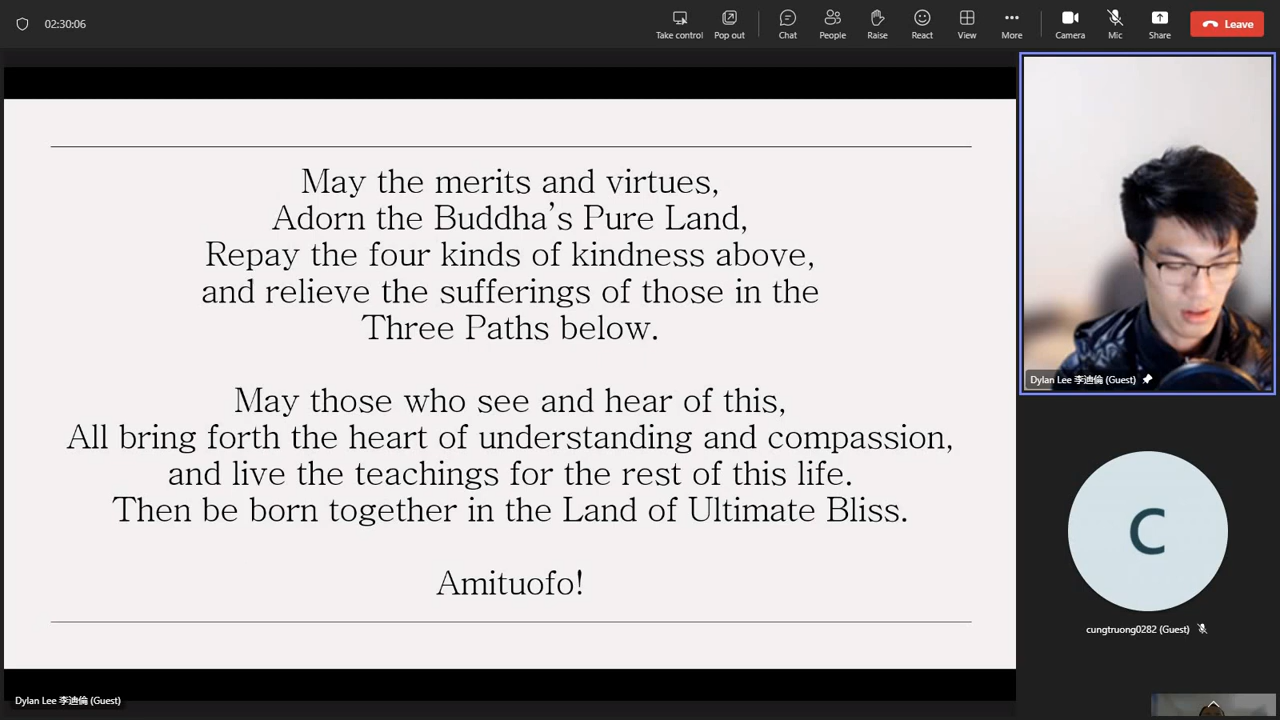 02:30:06
Take control
Pop out
Chat
People
Raise
React
View
More
Camera
Mic
Share
Leave
May the merits and virtues,
Adorn the Buddha's Pure Land,
Repay the four kinds of kindness above,
and relieve the sufferings of those in the
Three Paths below.
May those who see and hear of this,
All bring forth the heart of understanding and compassion,
and live the teachings for the rest of this life.
Then be born together in the Land of Ultimate Bliss.
Amituofo!
Dylan Lee 李迪倫 (Guest)
Dylan Lee 李迪倫 (Guest)
C
cungtruong0282 (Guest)